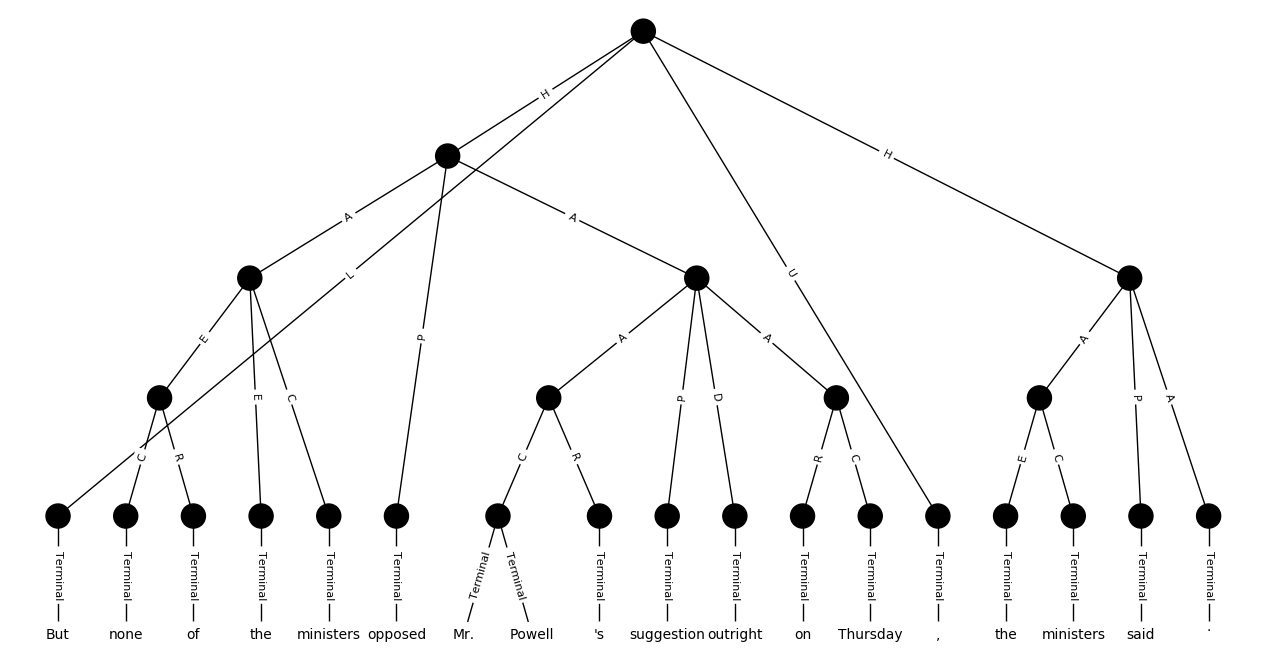 H
H
A
A
L
U
E
P
A
A
A
E
C
P
D
P
A
C
R
C
R
R
C
E
C
Terminal Terminal Terminal Terminal Terminal Terminal Terminal Terminal Terminal Terminal Terminal Terminal Terminal Terminal Terminal Terminal Terminal Terminal
But none of the ministers opposed Mr. Powell 's suggestion outright on Thursday , the ministers said .